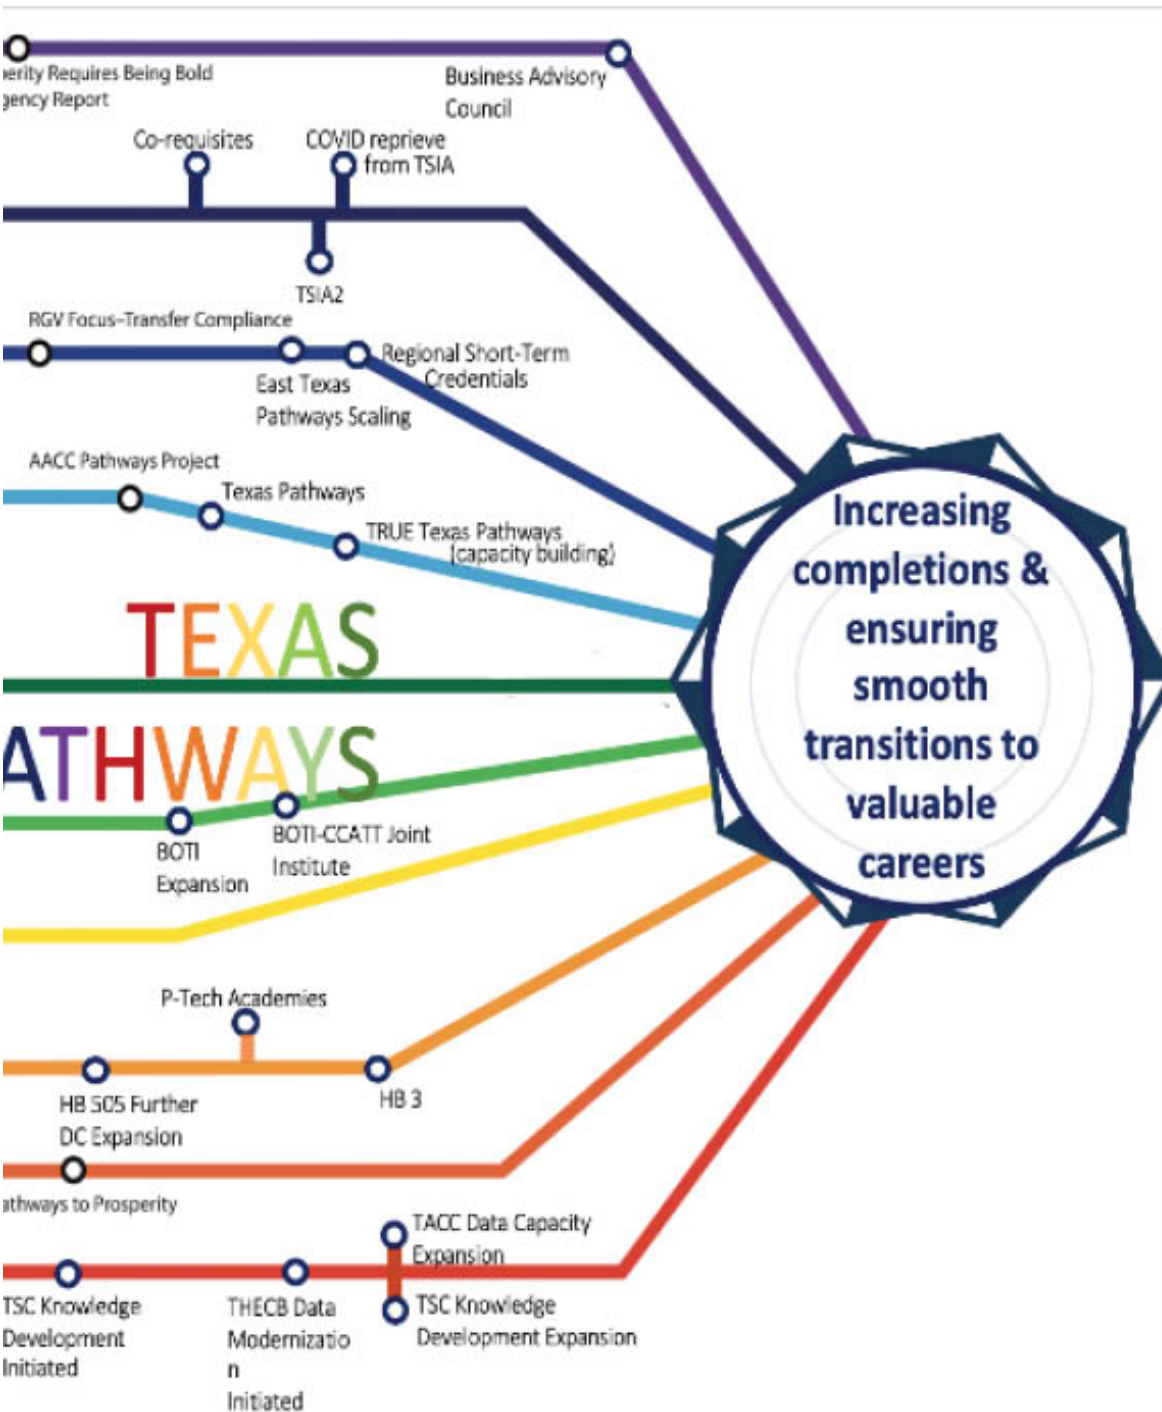 erity Requires Being Bold
gency Report
Business Advisory
Council
Co-requisites
COVID reprieve
from TSIA
TSIA2
RGV Focus–Transfer Compliance
Regional Short-Term
Credentials
East Texas
Pathways Scaling
AACC Pathways Project
Texas Pathways
TRUE Texas Pathways
(capacity building)
TEXAS
ATHWAYS
BOTI
Expansion
BOTI-CCATT Joint
Institute
P-Tech Academies
HB 505 Further
DC Expansion
HB 3
athways to Prosperity
TACC Data Capacity
Expansion
TSC Knowledge
Development
Initiated
THECB Data
Modernizatio
n
Initiated
TSC Knowledge
Development Expansion
Increasing
completions &
ensuring
smooth
transitions to
valuable
careers